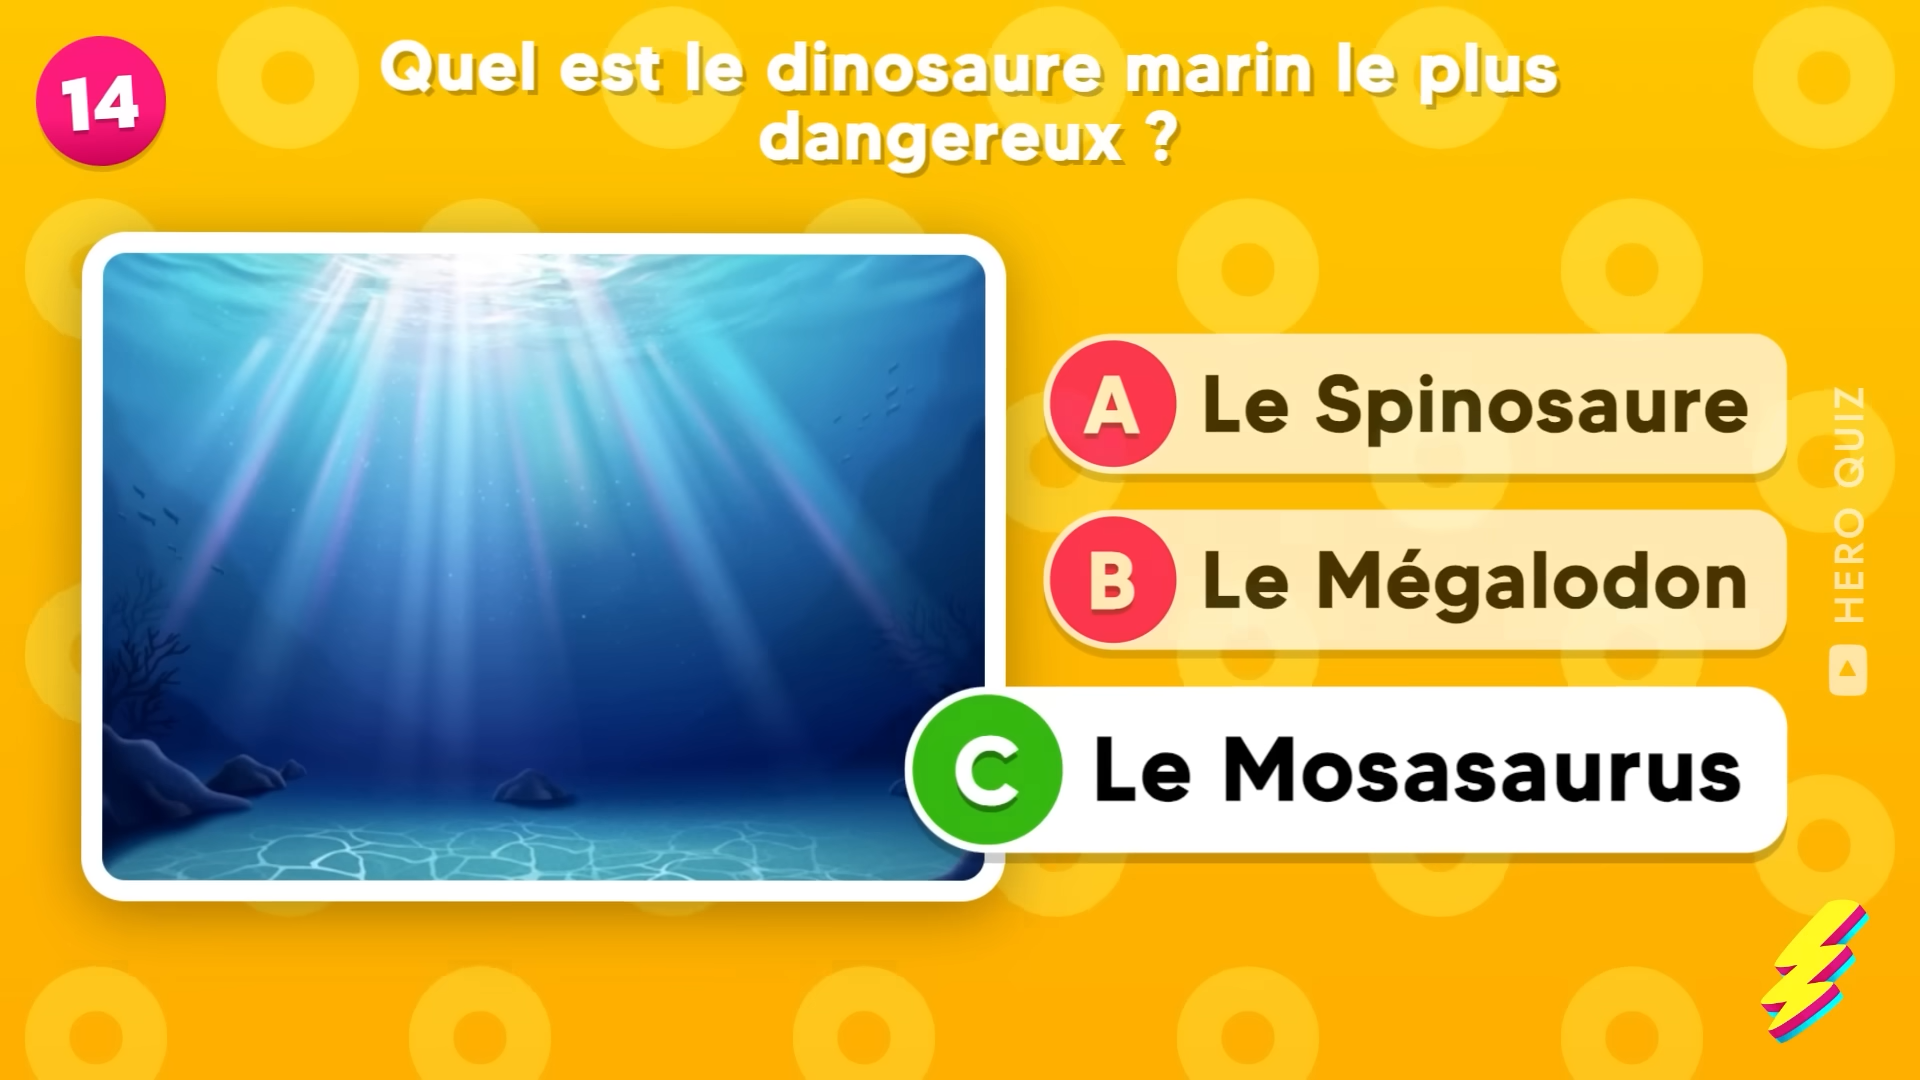 14
Quel est le dinosaure marin le plus
dangereux ?
A Le Spinosaure
B Le Mégalodon
C Le Mosasaurus
HERO QUIZ